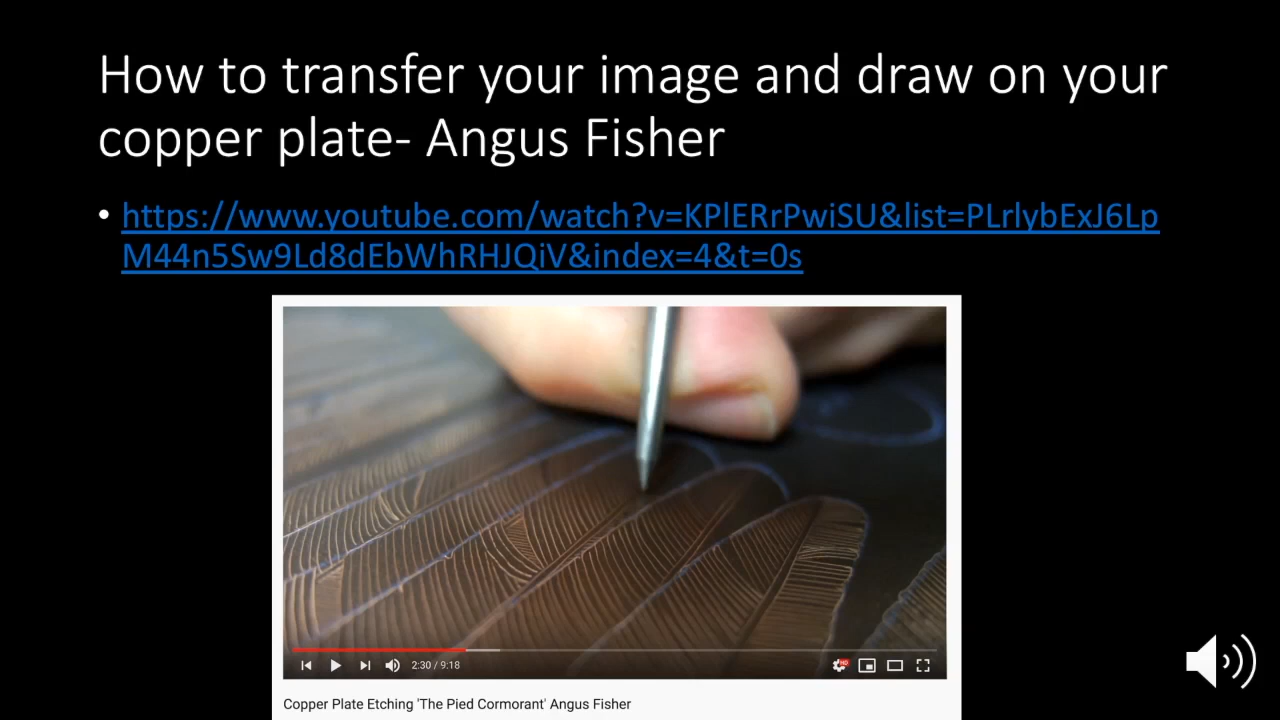 How to transfer your image and draw on your
copper plate- Angus Fisher
• https://www.youtube.com/watch?v=KPlERrPwiSU&list=PLrlybExJ6Lp
M44n5Sw9Ld8dEbWhRHJQiV&index=4&t=0s
2:30 / 9:18
HD
Copper Plate Etching 'The Pied Cormorant' Angus Fisher